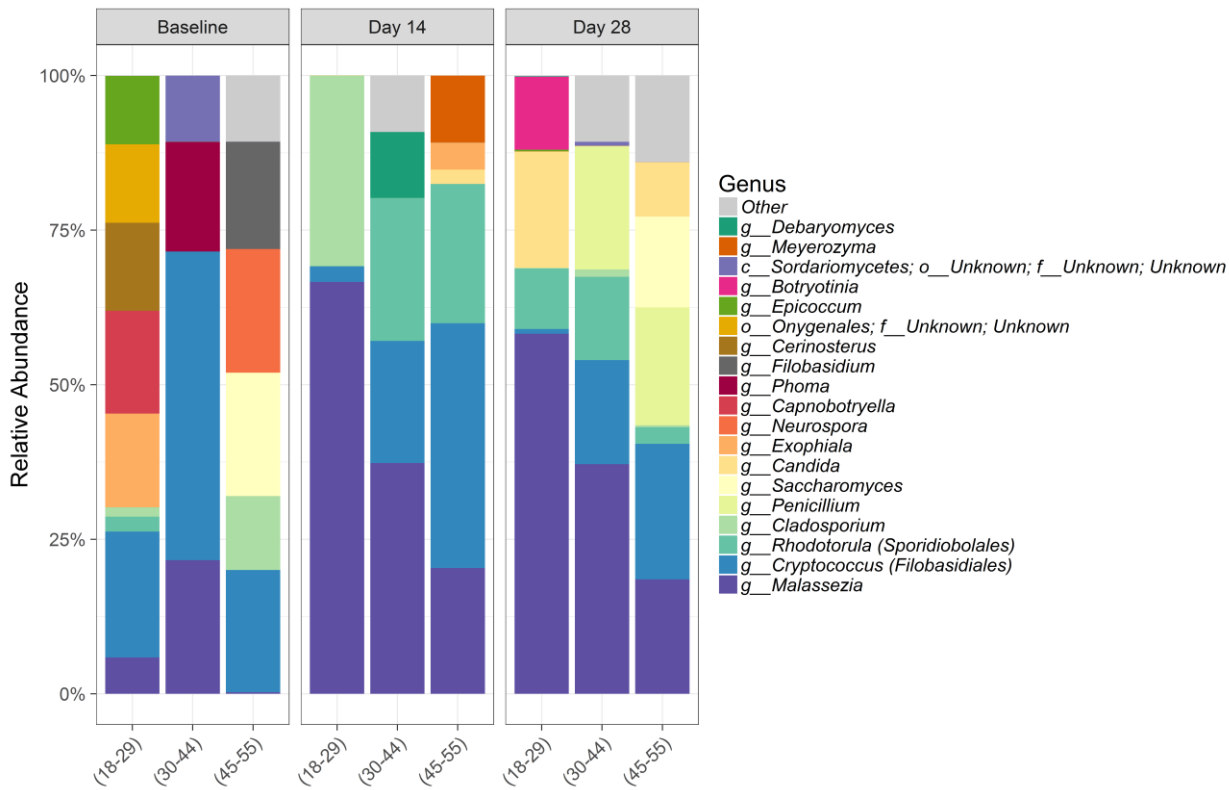 Baseline
Day 14
Day 28
Relative Abundance
100%
75%
50%
25%
0%
(18-29)
(30-44)
(45-55)
(18-29)
(30-44)
(45-55)
(18-29)
(30-44)
(45-55)
Genus
Other
g__Debaryomyces
g__Meyerozyma
c__Sordariomycetes; o__Unknown; f__Unknown; Unknown
g__Botryotinia
g__Epicoccum
o__Onygenales; f__Unknown; Unknown
g__Cerinosterus
g__Filobasidium
g__Phoma
g__Capnobotryella
g__Neurospora
g__Exophiala
g__Candida
g__Saccharomyces
g__Penicillium
g__Cladosporium
g__Rhodotorula (Sporidiobolales)
g__Cryptococcus (Filobasidiales)
g__Malassezia